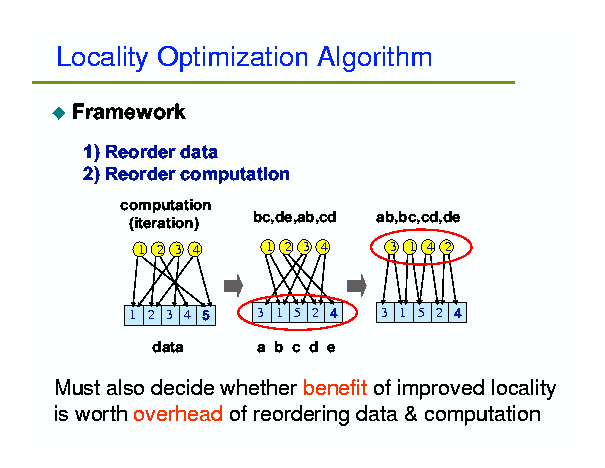 Locality Optimization Algorithm
Framework
1) Reorder data
2) Reorder computation
computation
(iteration)
bc,de,ab,cd
ab,bc,cd,de
1 2 3 4
1 2 3 4
3 1 4 2
1 2 3 4 5
3 1 5 2 4
3 1 5 2 4
data
a b c d e
Must also decide whether benefit of improved locality
is worth overhead of reordering data & computation